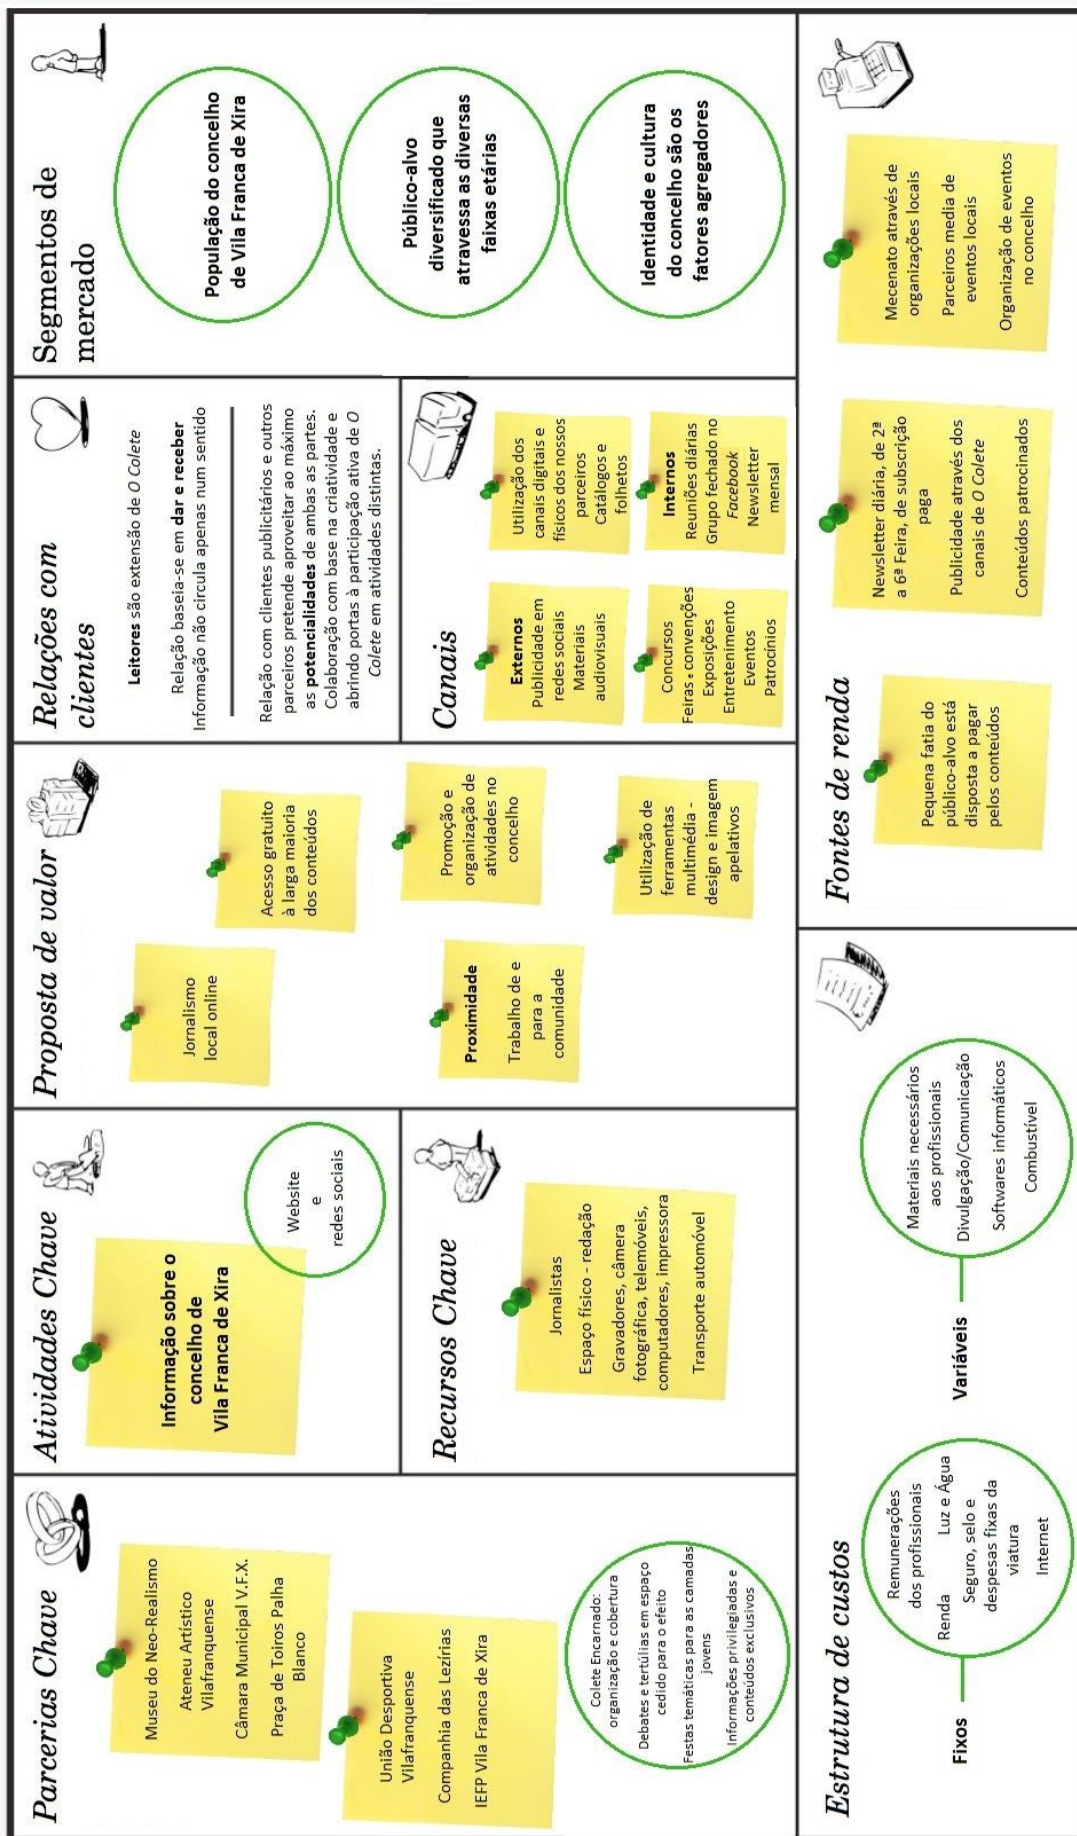 Parcerias Chave
Museu do Neo-Realismo
Ateneu Artístico
Vilafranquense
Câmara Municipal V.F.X.
Praça de Toiros Palha
Blanco
União Desportiva
Vilafranquense
Companhia das Lezírias
IEFP Vila Franca de Xira
Colete Encarnado:
organização e cobertura
Debates e tertúlias em espaço
cedido para o efeito
Festas temáticas para as camadas
jovens
Informações privilegiadas e
conteúdos exclusivos
Atividades Chave
Informação sobre o
concelho de
Vila Franca de Xira
Website
e
redes sociais
Recursos Chave
Jornalistas
Espaço físico - redação
Gravadores, câmera
fotográfica, telemóveis,
computadores, impressora
Transporte automóvel
Proposta de valor
Jornalismo
local online
Acesso gratuito
à larga maioria
dos conteúdos
Proximidade
Trabalho de e
para a
comunidade
Promoção e
organização de
atividades no
concelho
Utilização de
ferramentas
multimédia -
design e imagem
apelativos
Relações com
clientes
Leitores são extensão de O Colete
Relação baseia-se em dar e receber
Informação não circula apenas num sentido
Relação com clientes publicitários e outros
parceiros pretende aproveitar ao máximo
as potencialidades de ambas as partes.
Colaboração com base na criatividade e
abrindo portas à participação ativa de O
Colete em atividades distintas.
Canais
Externos
Publicidade em
redes sociais
Materiais
audiovisuais
Utilização dos
canais digitais e
físicos dos nossos
parceiros
Catálogos e
folhetos
Concursos
Feiras e convenções
Exposições
Entretenimento
Eventos
Patrocínios
Internos
Reuniões diárias
Grupo fechado no
Facebook
Newsletter
mensal
Segmentos de
mercado
População do concelho
de Vila Franca de Xira
Público-alvo
diversificado que
atravessa as diversas
faixas etárias
Identidade e cultura
do concelho são os
fatores agregadores
Estrutura de custos
Fixos
Remunerações
dos profissionais
Renda Luz e Água
Seguro, selo e
despesas fixas da
viatura
Internet
Variáveis
Materiais necessários
aos profissionais
Divulgação/Comunicação
Softwares informáticos
Combustível
Fontes de renda
Pequena fatia do
público-alvo está
disposta a pagar
pelos conteúdos
Newsletter diária, de 2ª
a 6ª Feira, de subscrição
paga
Publicidade através dos
canais de O Colete
Conteúdos patrocinados
Mecenato através de
organizações locais
Parceiros media de
eventos locais
Organização de eventos
no concelho